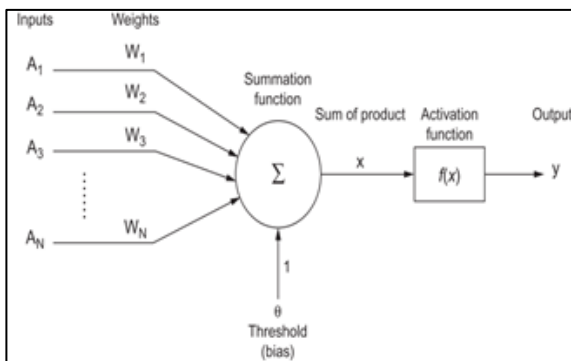 Inputs Weights
A1 W1
A2 W2
A3 W3
AN WN
Summation
function
Σ
Sum of product
x
Activation
function
f(x)
Output
y
1
θ
Threshold
(bias)